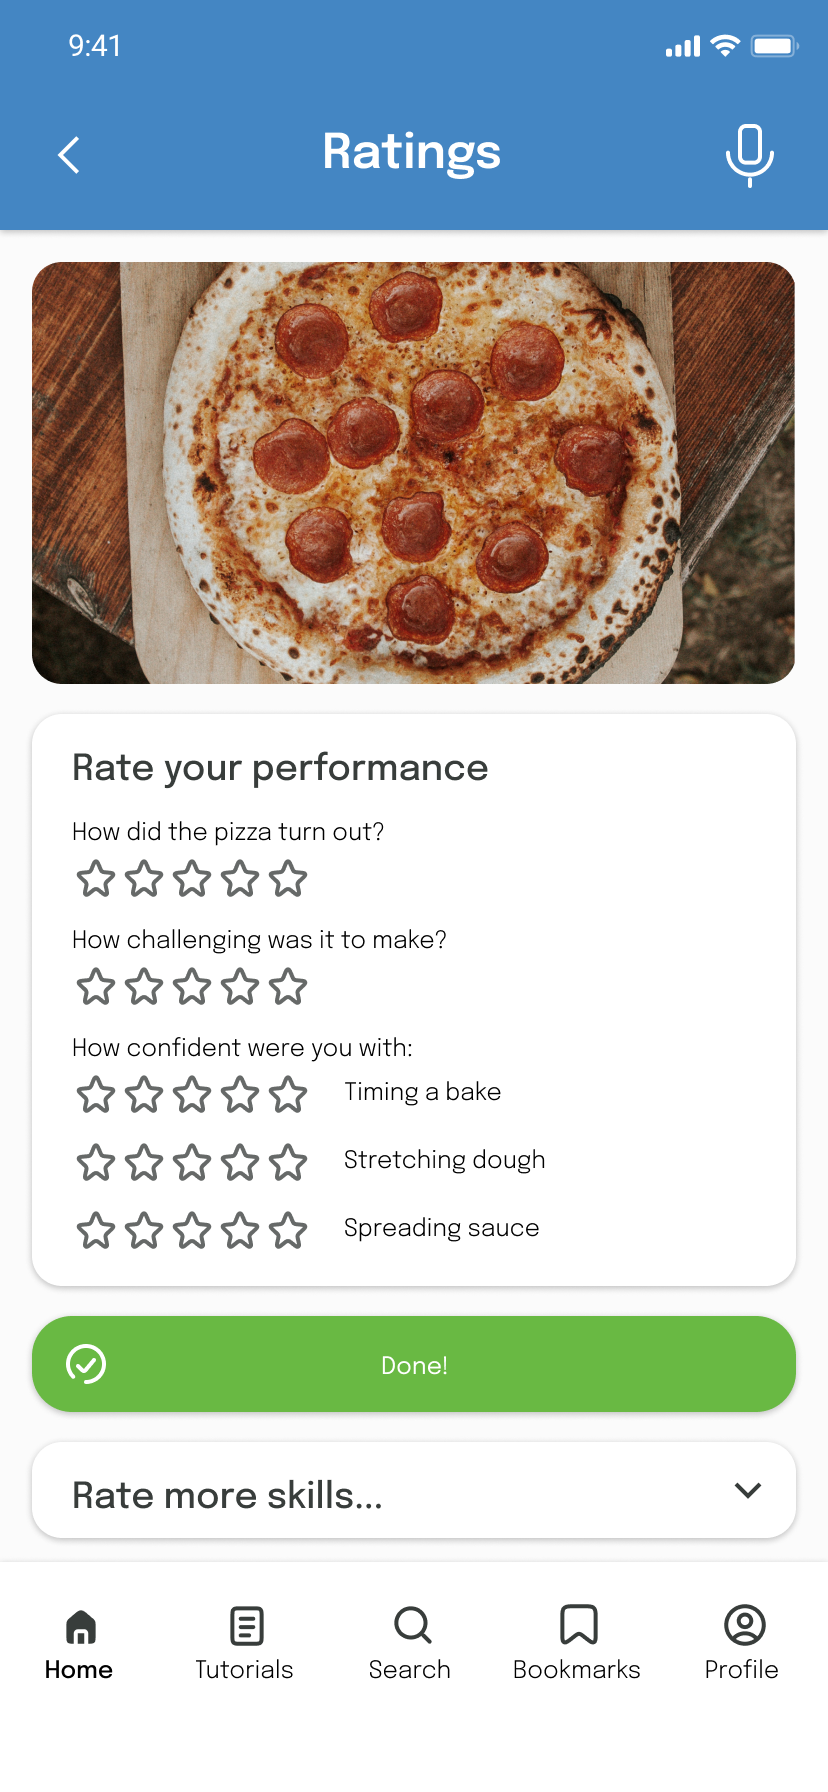 9:41
Ratings
Rate your performance
How did the pizza turn out?
How challenging was it to make?
How confident were you with:
Timing a bake
Stretching dough
Spreading sauce
Done!
Rate more skills...
Home Tutorials Search Bookmarks Profile